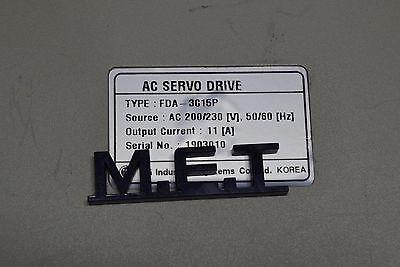 AC SERVO DRIVE
TYPE : FDA - 3G15P
Source : AC 200/230 [V], 50/60 [Hz]
Output Current : 11 [A]
Serial No. : 1903010
M.E.T
KOREA